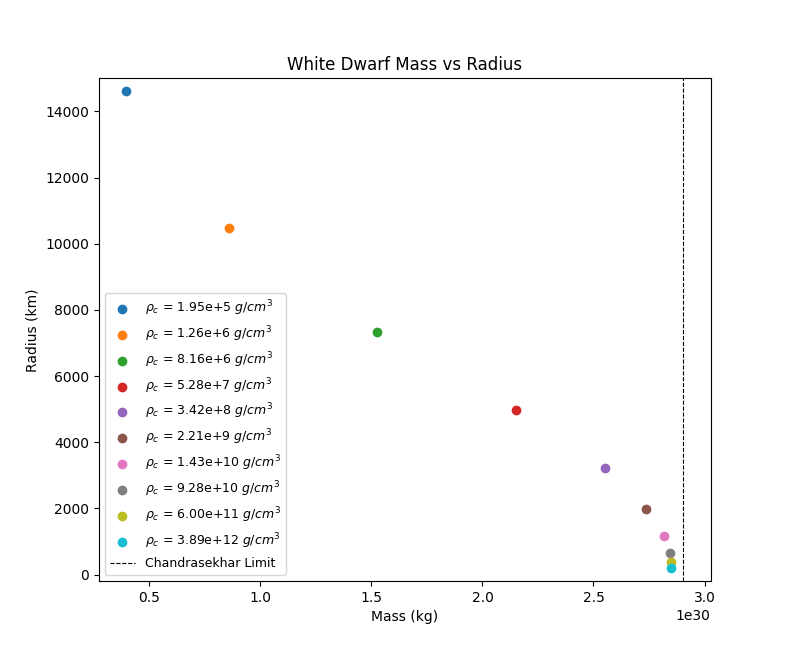 White Dwarf Mass vs Radius
14000
12000
10000
8000
6000
4000
2000
0
Radius (km)
ρc = 1.95e+5 g/cm³
ρc = 1.26e+6 g/cm³
ρc = 8.16e+6 g/cm³
ρc = 5.28e+7 g/cm³
ρc = 3.42e+8 g/cm³
ρc = 2.21e+9 g/cm³
ρc = 1.43e+10 g/cm³
ρc = 9.28e+10 g/cm³
ρc = 6.00e+11 g/cm³
ρc = 3.89e+12 g/cm³
Chandrasekhar Limit
0.5 1.0 1.5 2.0 2.5 3.0
1e30
Mass (kg)